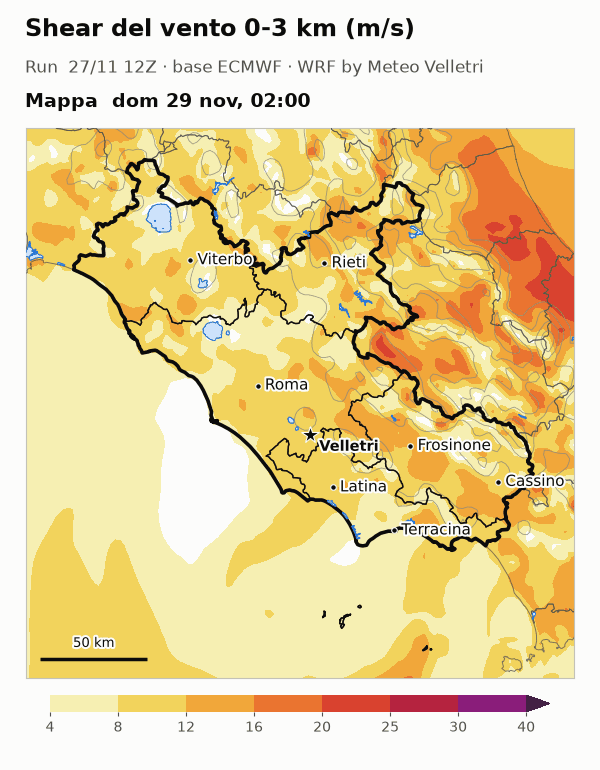 Shear del vento 0-3 km (m/s)
Run  27/11 12Z · base ECMWF · WRF by Meteo Velletri
Mappa  dom 29 nov, 02:00
Viterbo
Rieti
Roma
Velletri
Frosinone
Cassino
Latina
Terracina
50 km
4 8 12 16 20 25 30 40